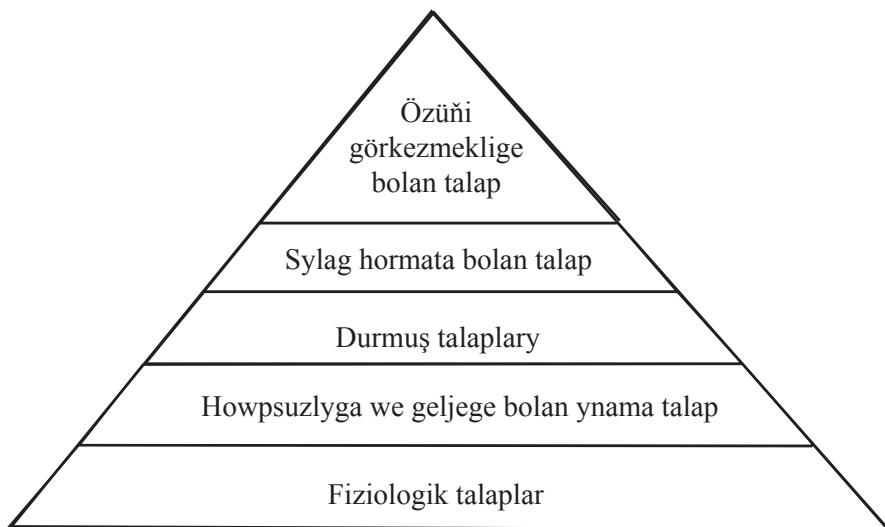 Özüňi
görkezmeklige
bolan talap
Sylag hormata bolan talap
Durmuş talaplary
Howpsuzlyga we geljege bolan ynama talap
Fiziologik talaplar